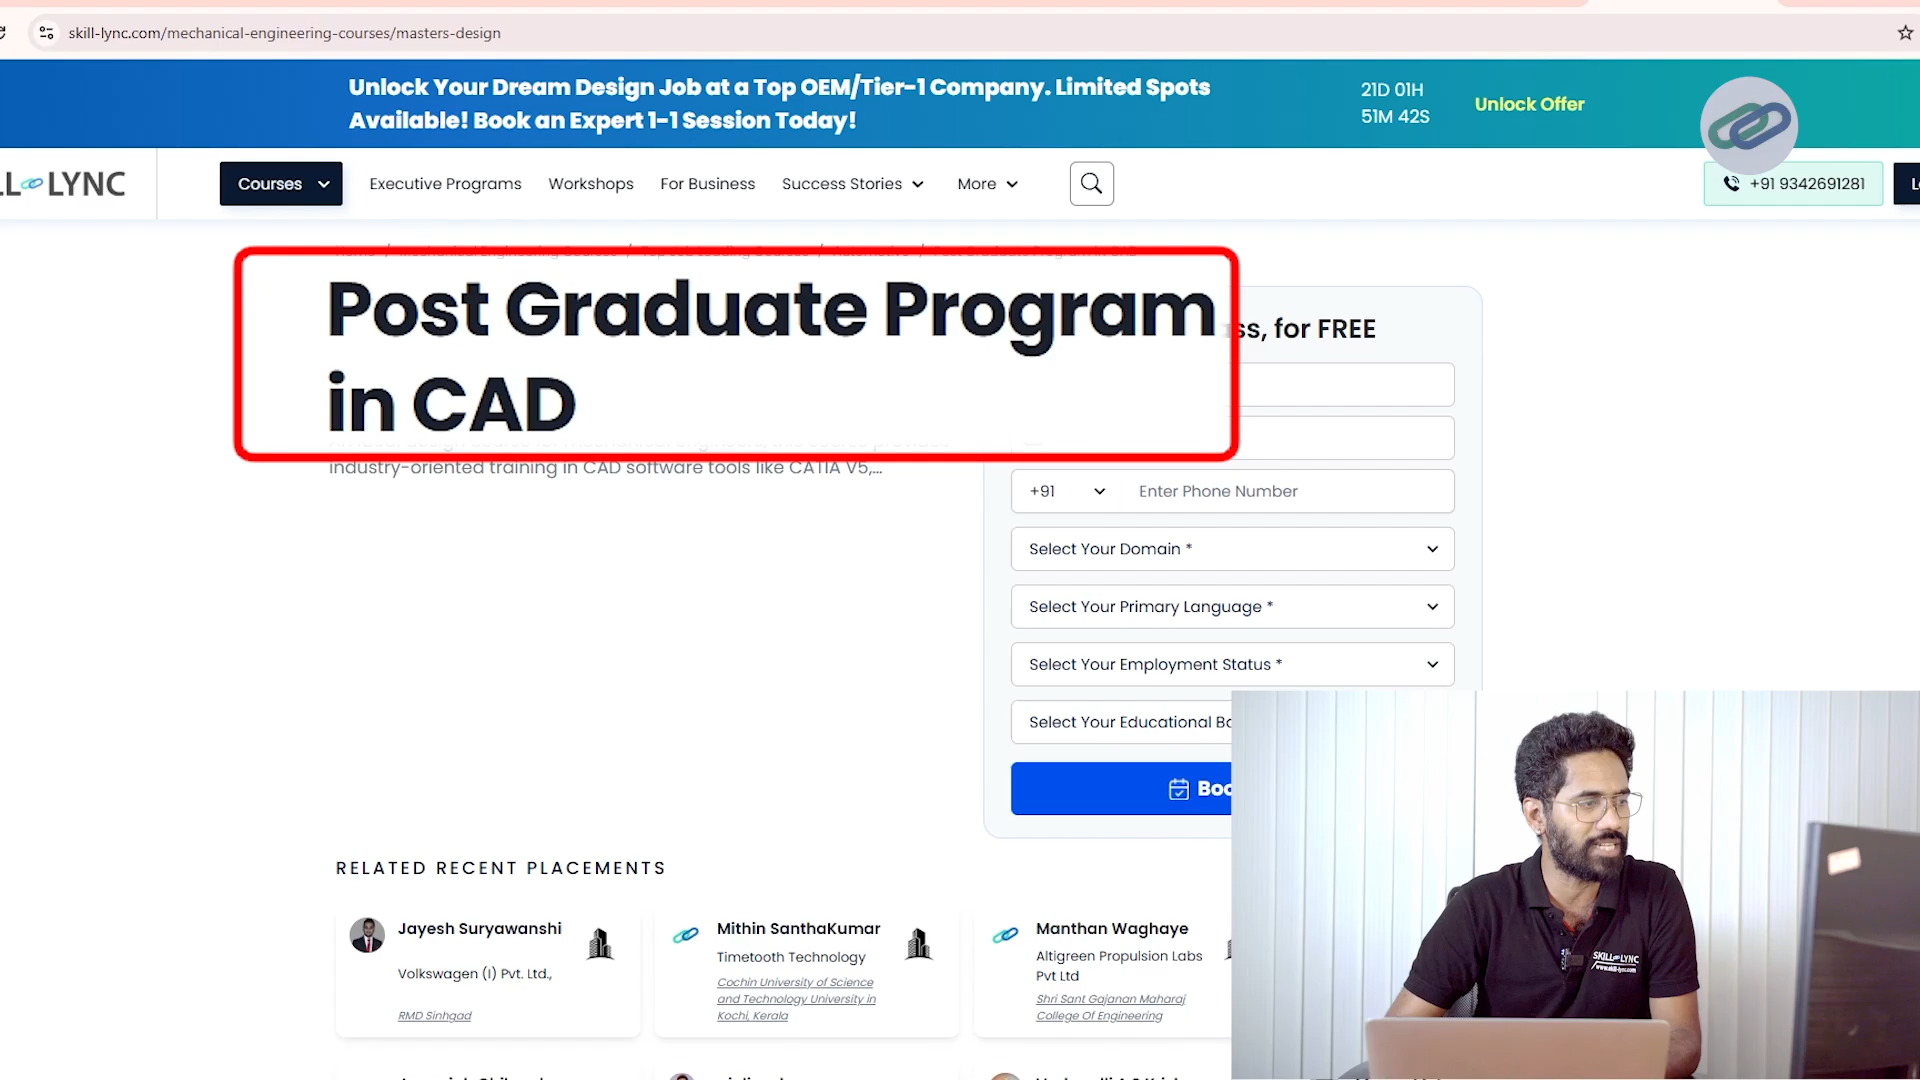 skill-lync.com/mechanical-engineering-courses/masters-design
Unlock Your Dream Design Job at a Top OEM/Tier-1 Company. Limited Spots
Available! Book an Expert 1-1 Session Today!
21D 01H
51M 42S
Unlock Offer
LYNC
Courses
Executive Programs
Workshops
For Business
Success Stories
More
+91 9342691281
Post Graduate Program
in CAD
for FREE
industry-oriented training in CAD software tools like CATIA V5,...
+91
Enter Phone Number
Select Your Domain *
Select Your Primary Language *
Select Your Employment Status *
Select Your Educational
RELATED RECENT PLACEMENTS
Jayesh Suryawanshi
Volkswagen (I) Pvt. Ltd.,
RMD Sinhgad
Mithin SanthaKumar
Timetooth Technology
Cochin University of Science
and Technology University in
Kochi, Kerala
Manthan Waghaye
Altigreen Propulsion Labs
Pvt Ltd
Shri Sant Gajanan Maharaj
College Of Engineering
SKILL LYNC
www.skill-lync.com